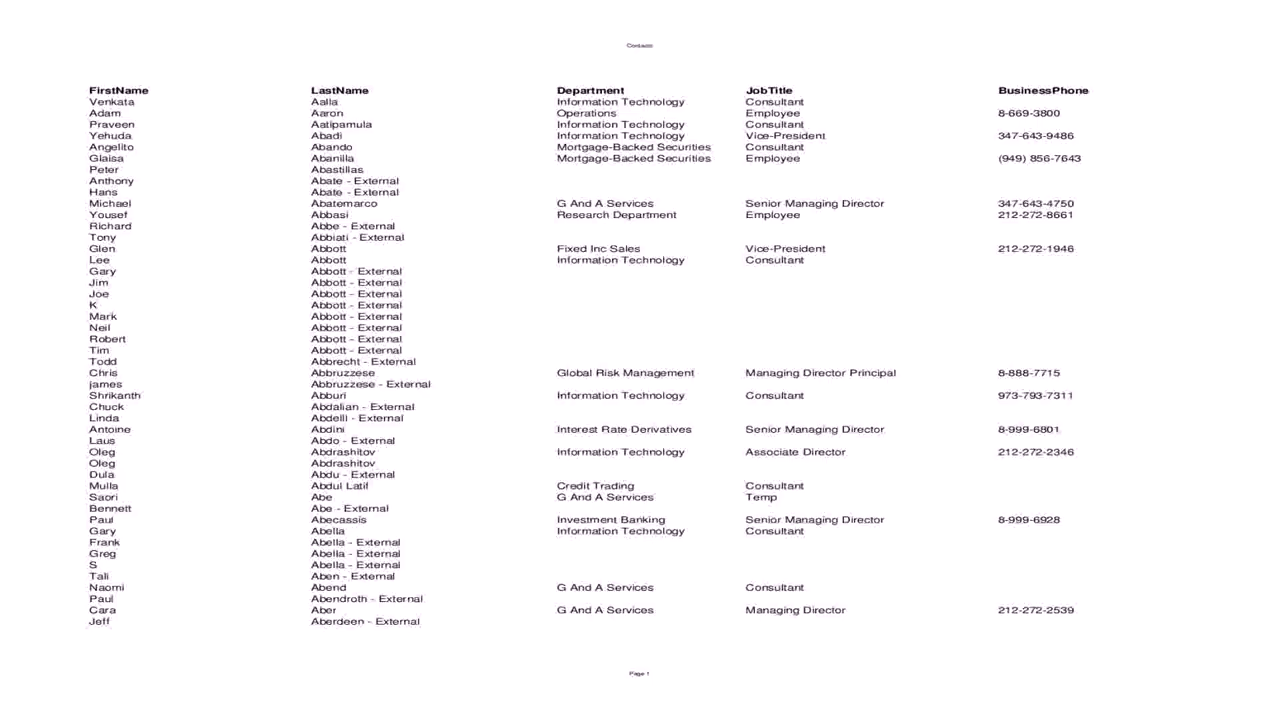 Contacts
FirstName LastName Department JobTitle BusinessPhone
Venkata Aalla Information Technology Consultant
Adam Aaron Operations Employee 8-669-3800
Praveen Aatipamula Information Technology Consultant
Yehuda Abadi Information Technology Vice-President 347-643-9486
Angelito Abando Mortgage-Backed Securities Consultant
Glaisa Abanilla Mortgage-Backed Securities Employee (949) 856-7643
Peter Abastillas
Anthony Abate - External
Hans Abate - External
Michael Abatemarco G And A Services Senior Managing Director 347-643-4750
Yousef Abbasi Research Department Employee 212-272-8661
Richard Abbe - External
Tony Abbiati - External
Glen Abbott Fixed Inc Sales Vice-President 212-272-1946
Lee Abbott Information Technology Consultant
Gary Abbott - External
Jim Abbott - External
Joe Abbott - External
K Abbott - External
Mark Abbott - External
Neil Abbott - External
Robert Abbott - External
Tim Abbott - External
Todd Abbrecht - External
Chris Abbruzzese Global Risk Management Managing Director Principal 8-888-7715
james Abbruzzese - External
Shrikanth Abburi Information Technology Consultant 973-793-7311
Chuck Abdalian - External
Linda Abdelli - External
Antoine Abdini Interest Rate Derivatives Senior Managing Director 8-999-6801
Laus Abdo - External
Oleg Abdrashitov Information Technology Associate Director 212-272-2346
Oleg Abdrashitov
Dula Abdu - External
Mulla Abdul Latif Credit Trading Consultant
Saori Abe G And A Services Temp
Bennett Abe - External
Paul Abecassis Investment Banking Senior Managing Director 8-999-6928
Gary Abella Information Technology Consultant
Frank Abella - External
Greg Abella - External
S Abella - External
Tali Aben - External
Naomi Abend G And A Services Consultant
Paul Abendroth - External
Cara Aber G And A Services Managing Director 212-272-2539
Jeff Aberdeen - External
Page 1